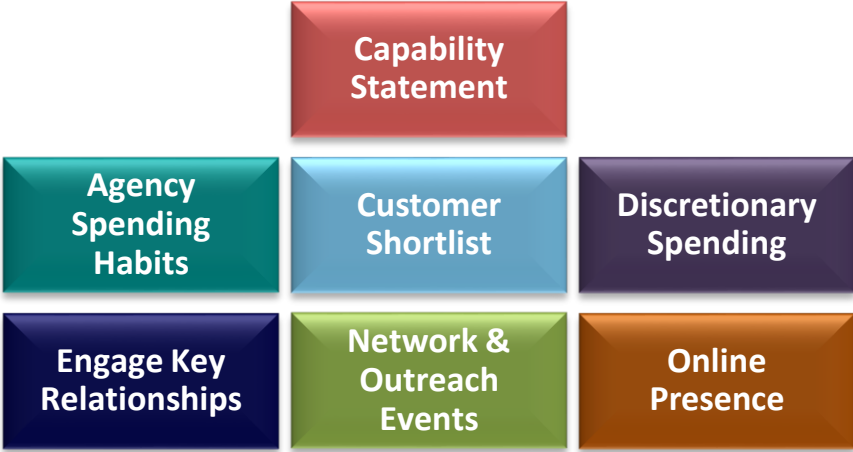 Capability
Statement
Agency
Spending
Habits
Customer
Shortlist
Discretionary
Spending
Engage Key
Relationships
Network &
Outreach
Events
Online
Presence